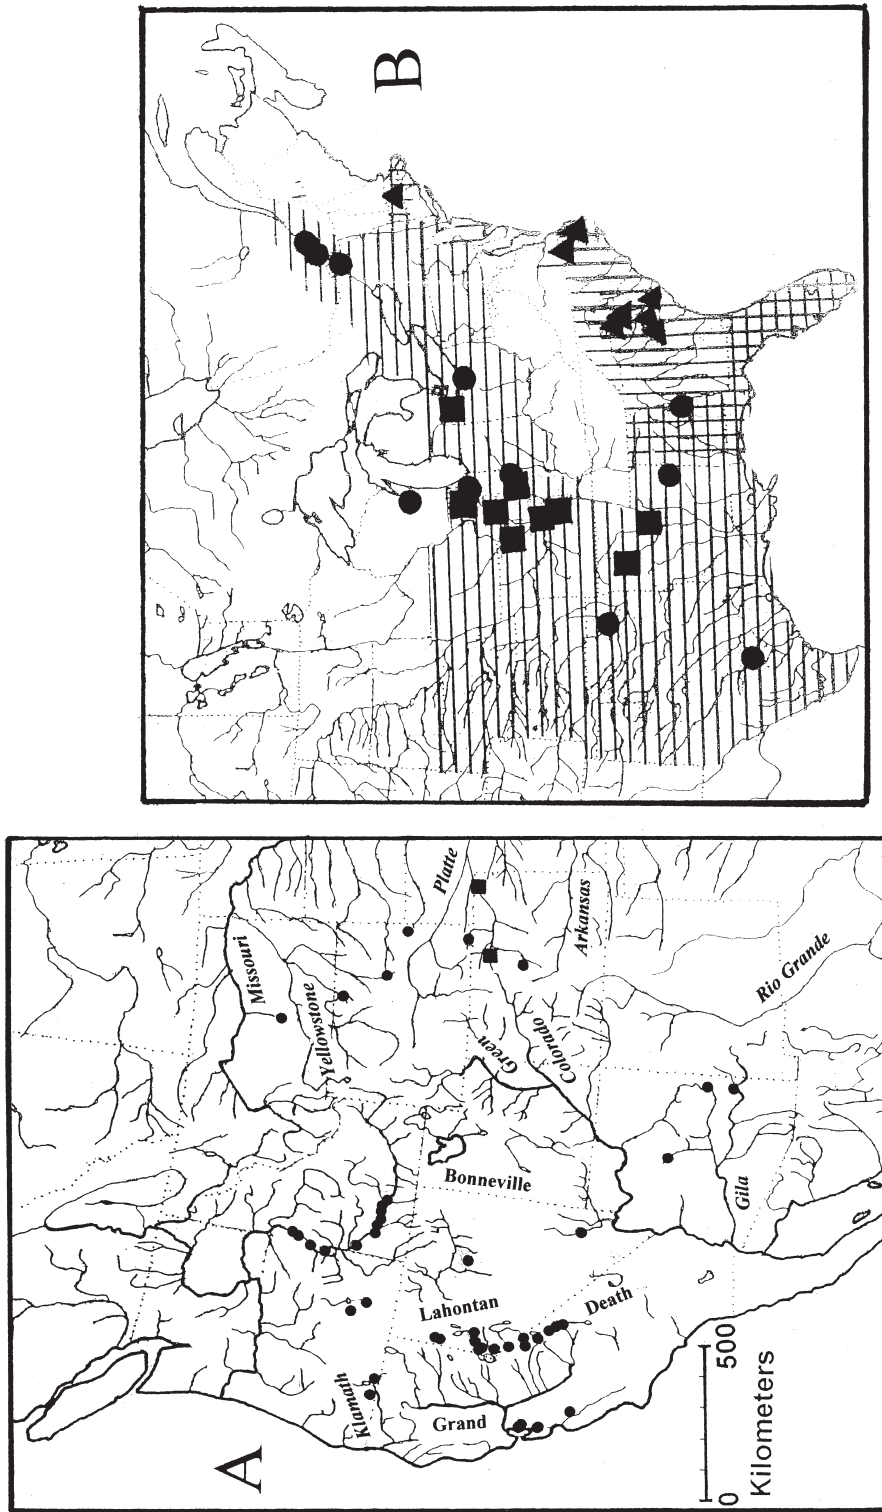 A
Missouri
Yellowstone
Platte
Klamath
Green
Lahontan
Bonneville
Colorado
Arkansas
Grand
Death
Gila
Rio Grande
0 500
Kilometers
B